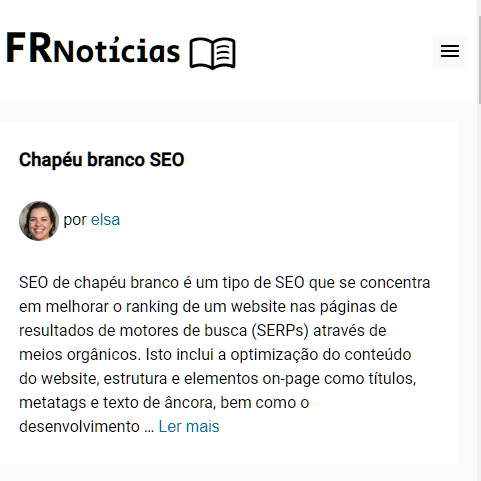 FRNotícias
Chapéu branco SEO
por elsa
SEO de chapéu branco é um tipo de SEO que se concentra
em melhorar o ranking de um website nas páginas de
resultados de motores de busca (SERPs) através de
meios orgânicos. Isto inclui a optimização do conteúdo
do website, estrutura e elementos on-page como títulos,
metatags e texto de âncora, bem como o
desenvolvimento … Ler mais